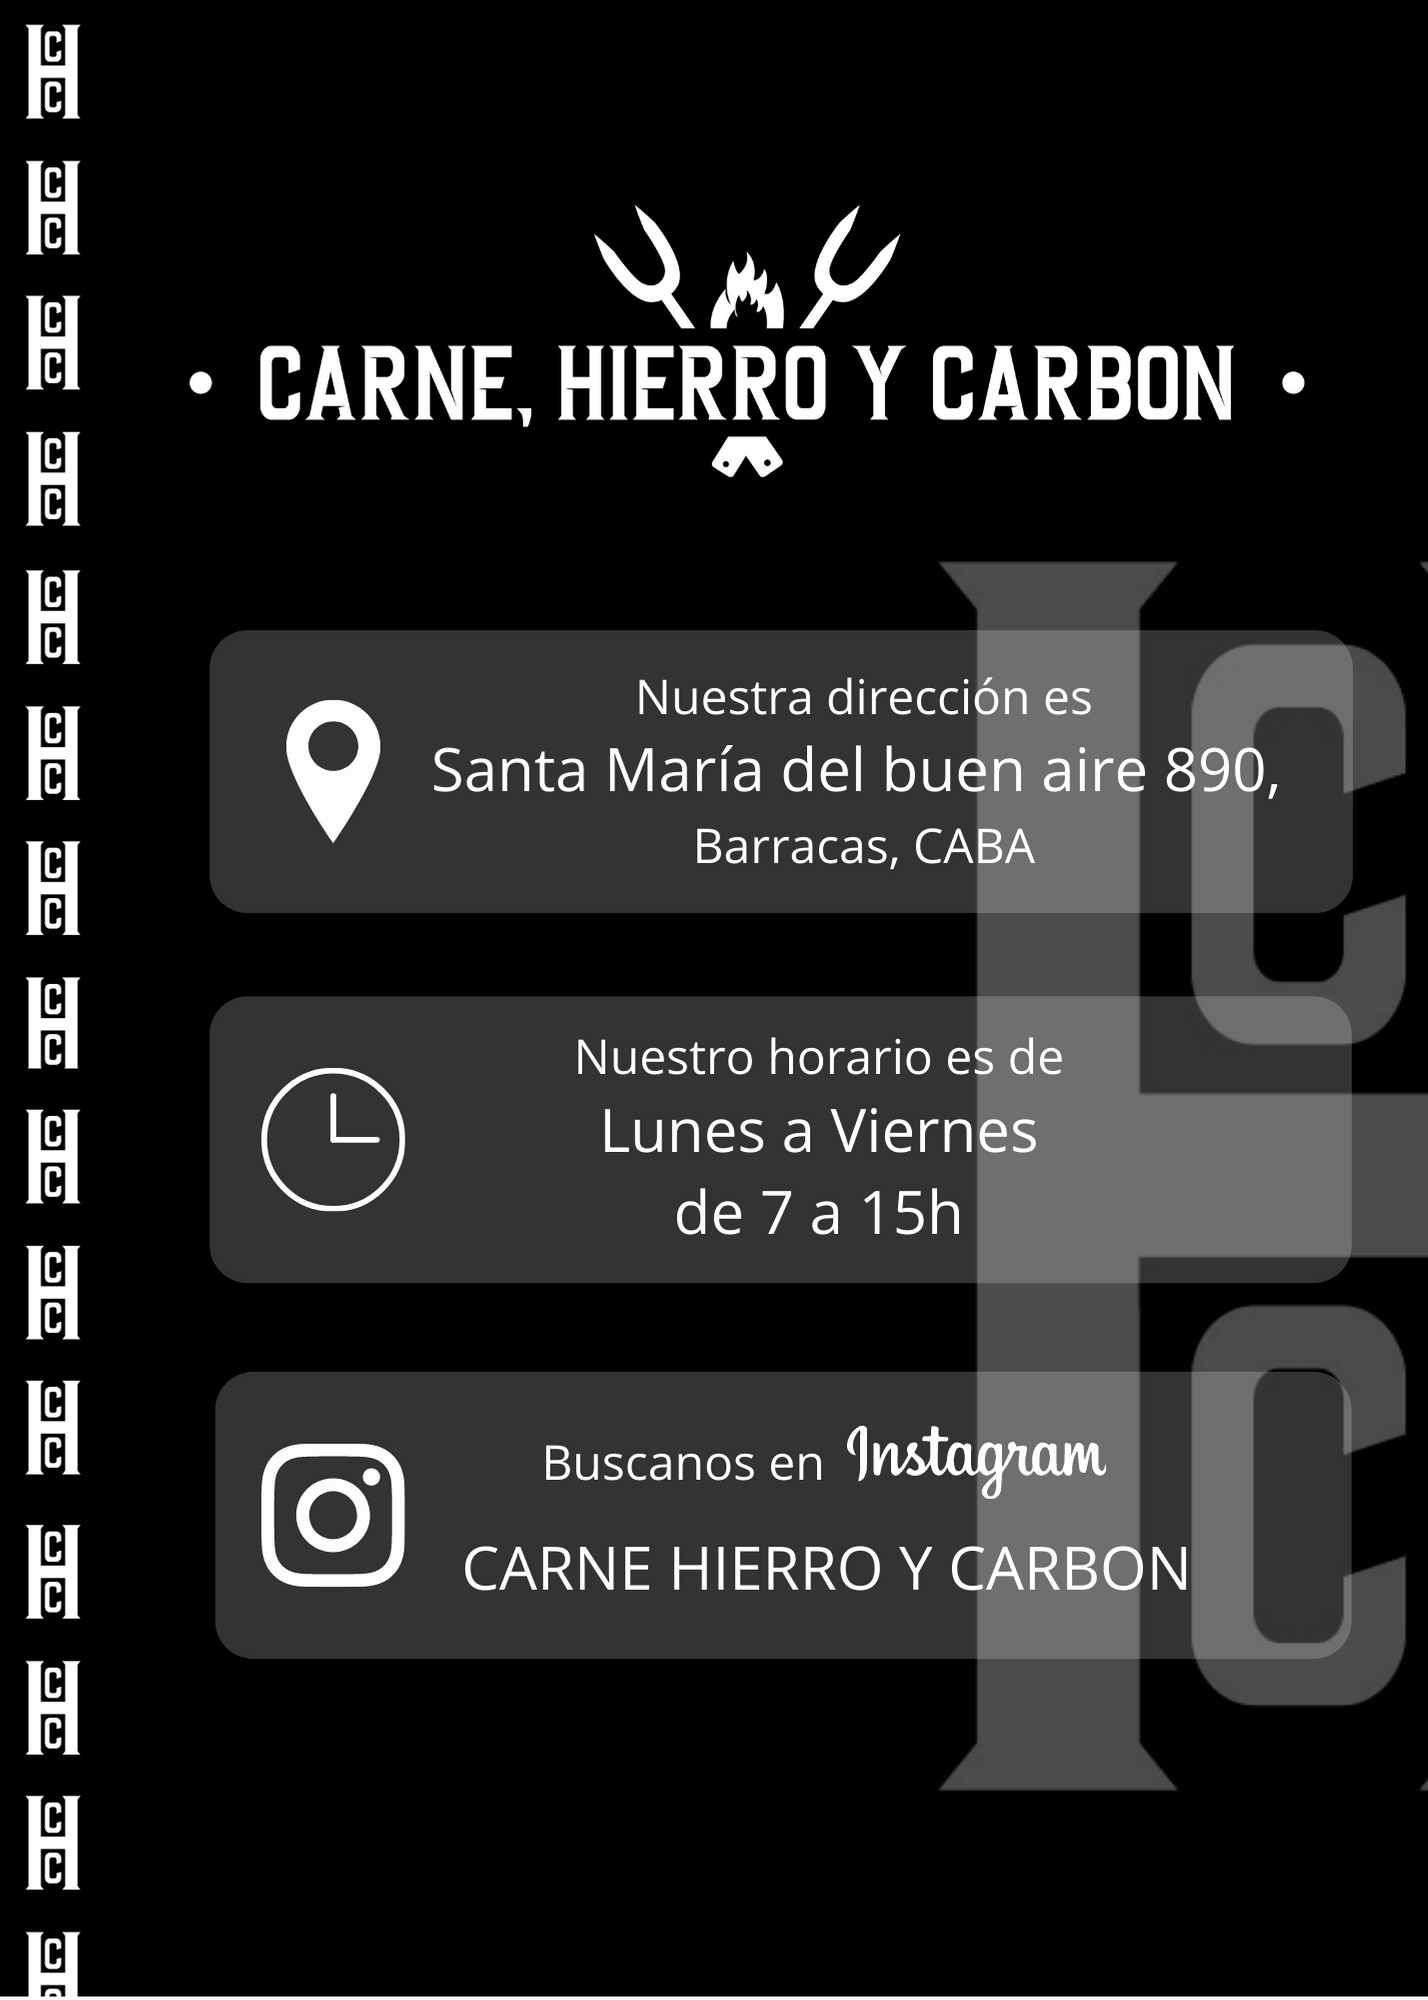 • CARNE, HIERRO Y CARBON •
Nuestra dirección es
Santa María del buen aire 890,
Barracas, CABA
Nuestro horario es de
Lunes a Viernes
de 7 a 15h
Buscanos en Instagram
CARNE HIERRO Y CARBON